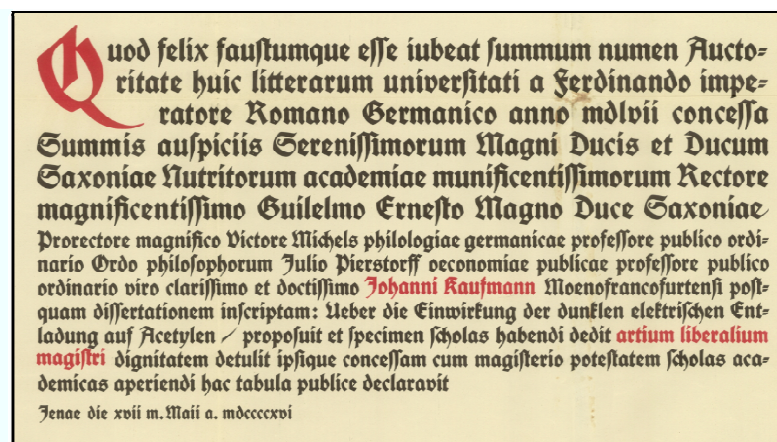 Quod felix faustumque esse iubeat summum numen Aucto-
ritate huic litterarum universitati a Ferdinando impe-
ratore Romano Germanico anno mdlvii concessa
Summis auspiciis Serenissimorum Magni Ducis et Ducum
Saxoniae Nutritorum academiae munificentissimorum Rectore
magnificentissimo Guilelmo Ernesto Magno Duce Saxoniae
Prorectore magnifico Victore Michels philologiae germanicae professore publico ordi-
nario Ordo philosophorum Julio Pierstorff oeconomiae publicae professore publico
ordinario viro clarissimo et doctissimo Johanni Kaufmann Moenofrancofurtensi post-
quam dissertationem inscriptam: Ueber die Einwirkung der dunklen elektrischen Ent-
ladung auf Acetylen / proposuit et specimen scholas habendi dedit artium liberalium
magistri dignitatem detulit ipsique concessam cum magisterio potestatem scholas aca-
demicas aperiendi hac tabula publice declaravit
Jenae die xvii m. Maii a. mdccccxvi